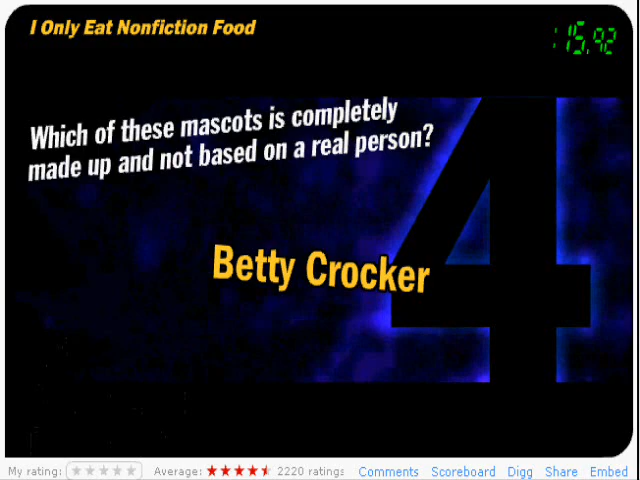 I Only Eat Nonfiction Food
:15.92
Which of these mascots is completely
made up and not based on a real person?
4
Betty Crocker
My rating: ★★★★★ Average: ★★★★★ 2220 ratings Comments Scoreboard Digg Share Embed